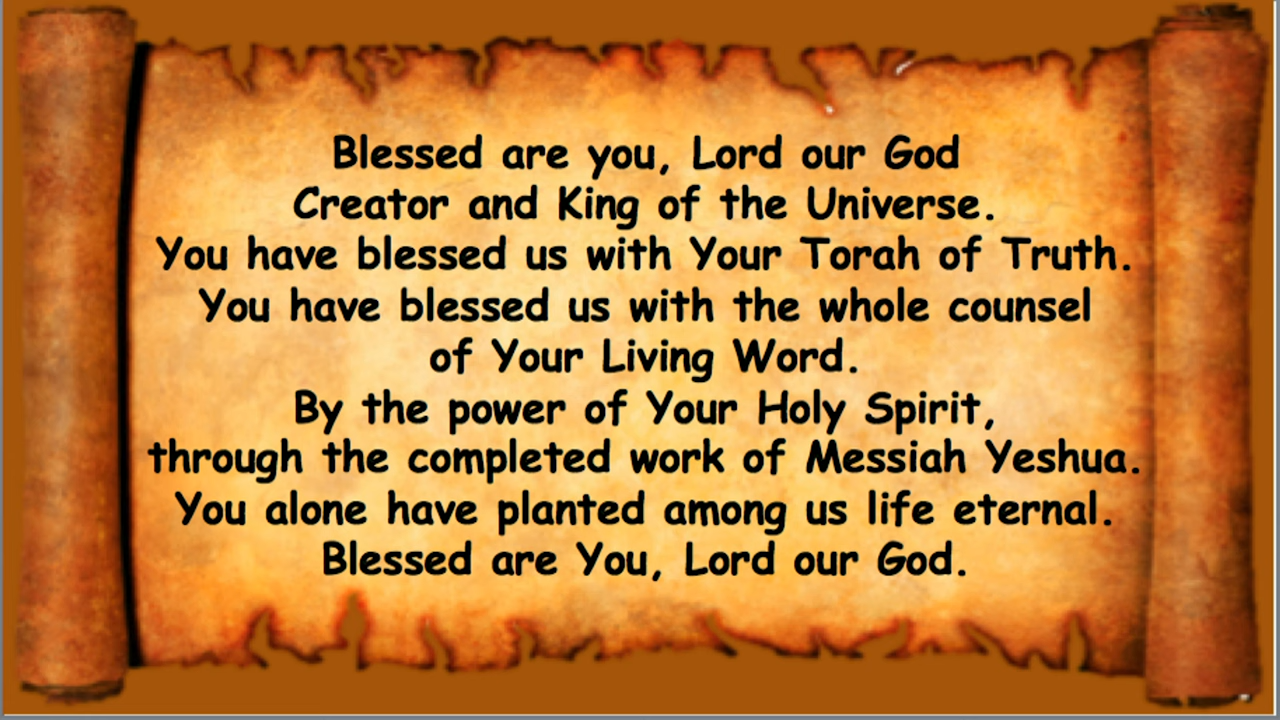 Blessed are you, Lord our God
Creator and King of the Universe.
You have blessed us with Your Torah of Truth.
You have blessed us with the whole counsel
of Your Living Word.
By the power of Your Holy Spirit,
through the completed work of Messiah Yeshua.
You alone have planted among us life eternal.
Blessed are You, Lord our God.